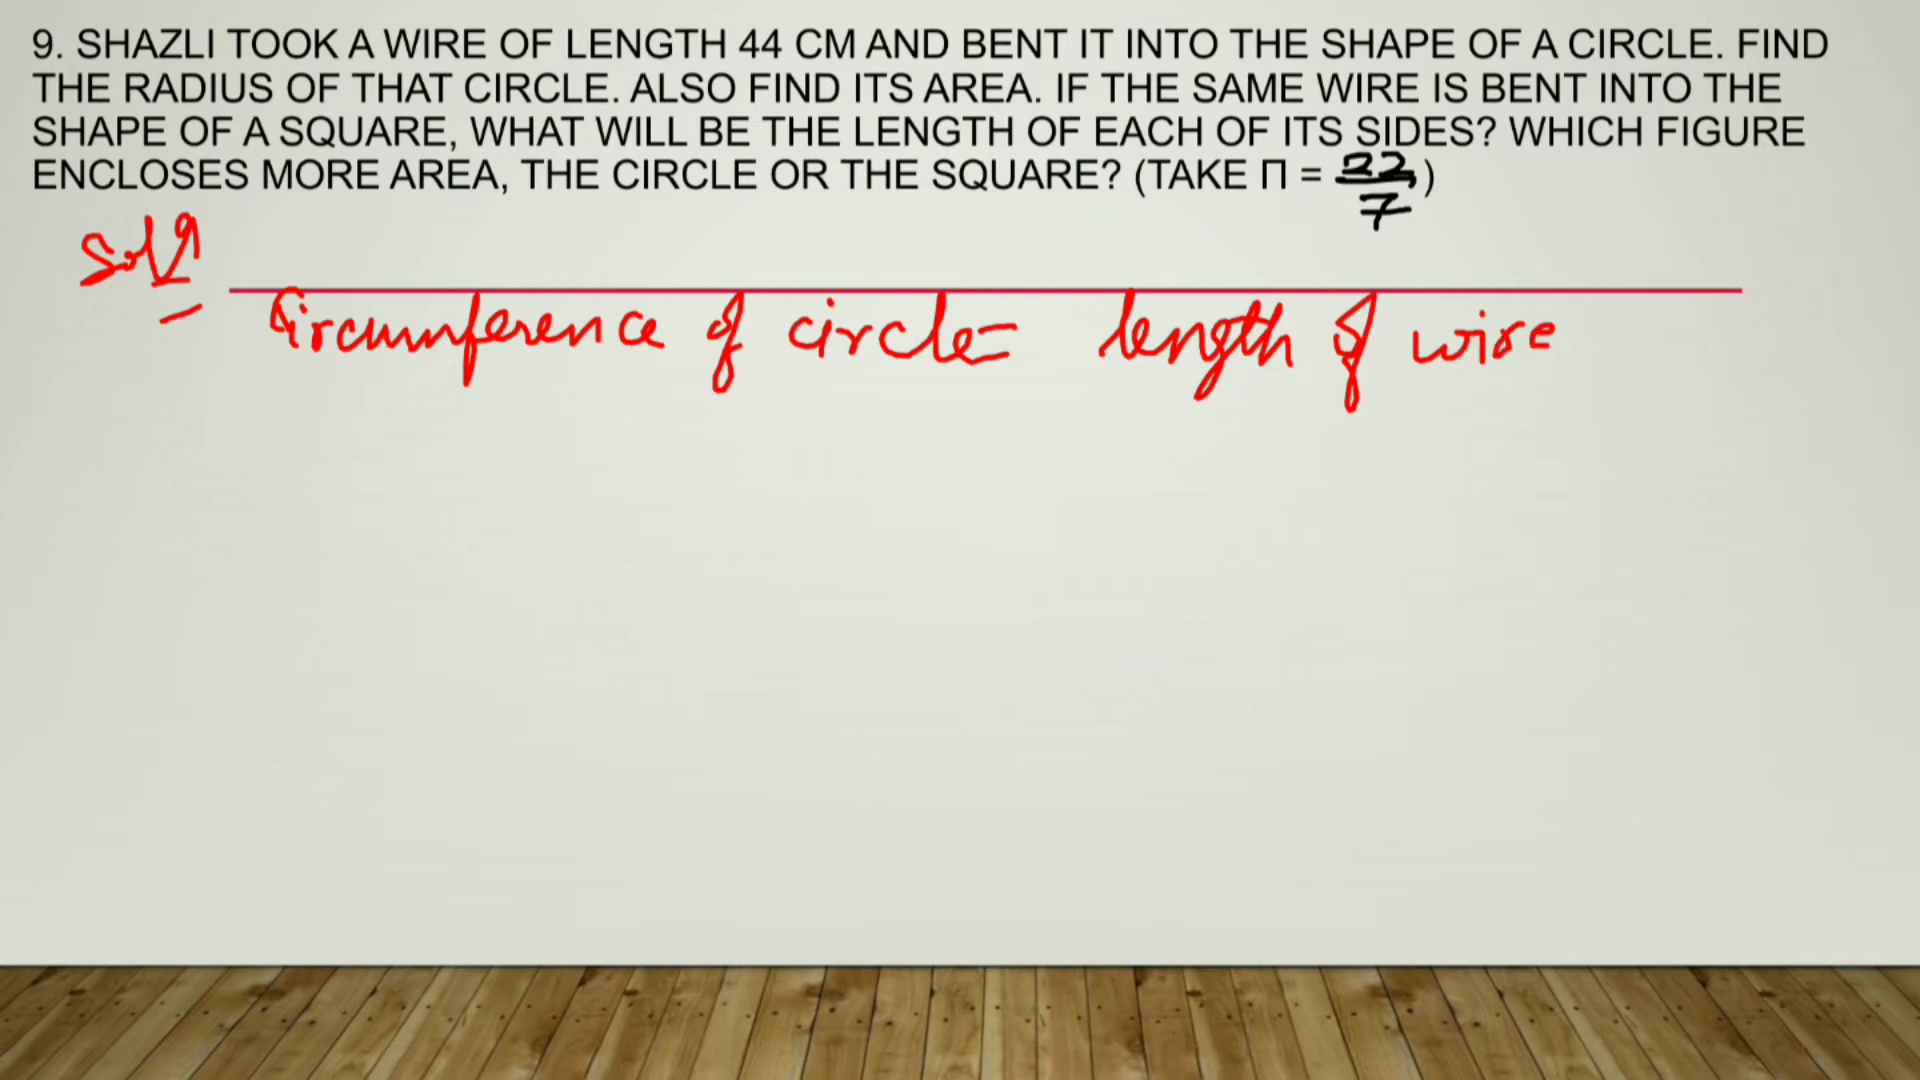 9. SHAZLI TOOK A WIRE OF LENGTH 44 CM AND BENT IT INTO THE SHAPE OF A CIRCLE. FIND
THE RADIUS OF THAT CIRCLE. ALSO FIND ITS AREA. IF THE SAME WIRE IS BENT INTO THE
SHAPE OF A SQUARE, WHAT WILL BE THE LENGTH OF EACH OF ITS SIDES? WHICH FIGURE
ENCLOSES MORE AREA, THE CIRCLE OR THE SQUARE? (TAKE Π = 22/7)
Solⁿ
Circumference of circle = length of wire